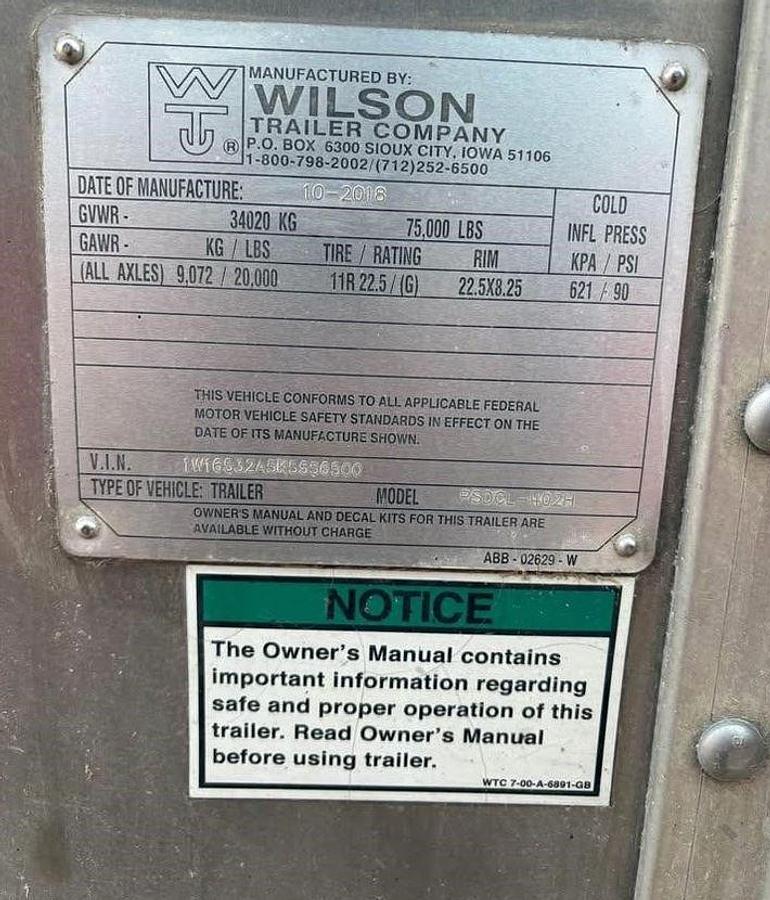 WT
MANUFACTURED BY:
WILSON
TRAILER COMPANY
® P.O. BOX 6300 SIOUX CITY, IOWA 51106
1-800-798-2002/(712)252-6500
DATE OF MANUFACTURE: 10-2018
COLD
GVWR - 34020 KG 75,000 LBS
INFL PRESS
GAWR - KG / LBS TIRE / RATING RIM KPA / PSI
(ALL AXLES) 9,072 / 20,000 11R 22.5 / (G) 22.5X8.25 621 / 90
THIS VEHICLE CONFORMS TO ALL APPLICABLE FEDERAL
MOTOR VEHICLE SAFETY STANDARDS IN EFFECT ON THE
DATE OF ITS MANUFACTURE SHOWN.
V.I.N.
TYPE OF VEHICLE: TRAILER MODEL PSDCL-402H
OWNER'S MANUAL AND DECAL KITS FOR THIS TRAILER ARE
AVAILABLE WITHOUT CHARGE
ABB - 02629 - W
NOTICE
The Owner's Manual contains
important information regarding
safe and proper operation of this
trailer. Read Owner's Manual
before using trailer.
WTC 7-00-A-6891-GB